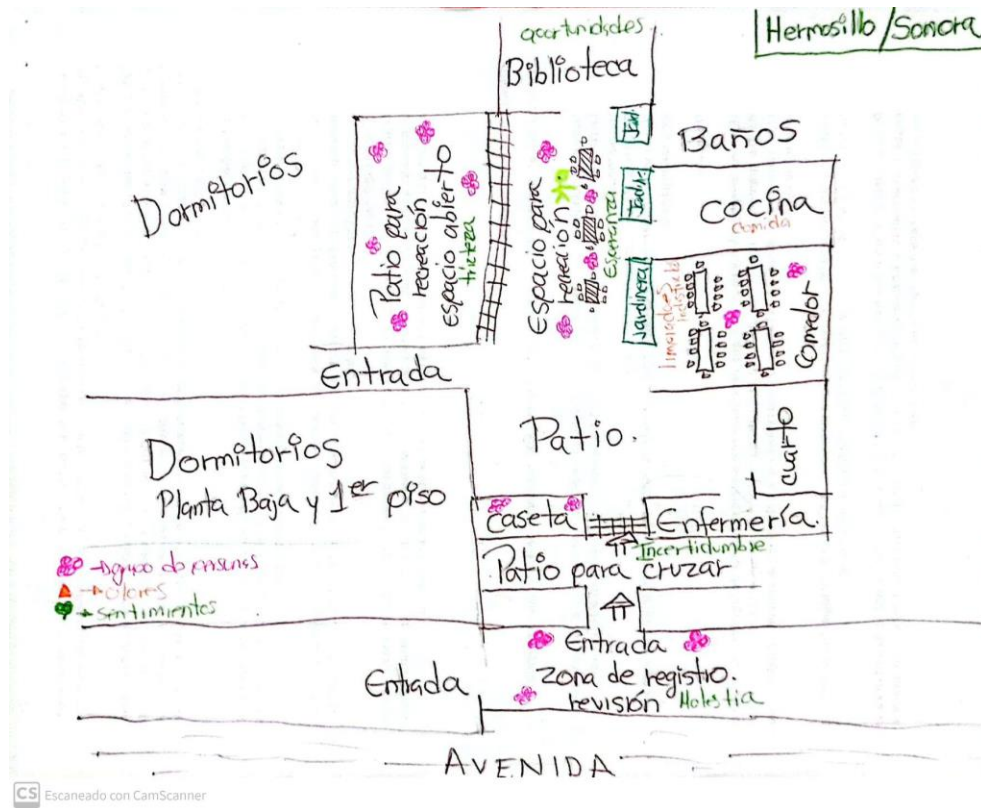 Hermosillo/Sonora
oportunidades
Biblioteca
Jar.
Baños
Dormitorios
Patio para
recreación
espacio abierto
tristeza
Espacio para
recreación
Esperanza
Jardin.
Jardinera
cocina
comida
Comedor
Entrada
Dormitorios
Planta Baja y 1er piso
Patio.
cuarto
caseta
Enfermería.
Incertidumbre
Patio para cruzar
→ olores
→ sentimientos
Entrada
zona de registro.
revisión Molestia
Entrada
AVENIDA
CS Escaneado con CamScanner